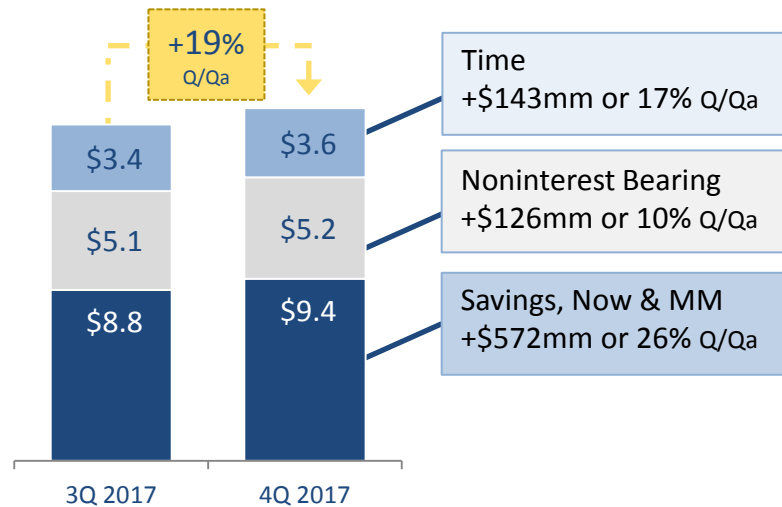 +19%
Q/Qa
$3.4
$3.6
$5.1
$5.2
$8.8
$9.4
3Q 2017
4Q 2017
Time
+$143mm or 17% Q/Qa
Noninterest Bearing
+$126mm or 10% Q/Qa
Savings, Now & MM
+$572mm or 26% Q/Qa